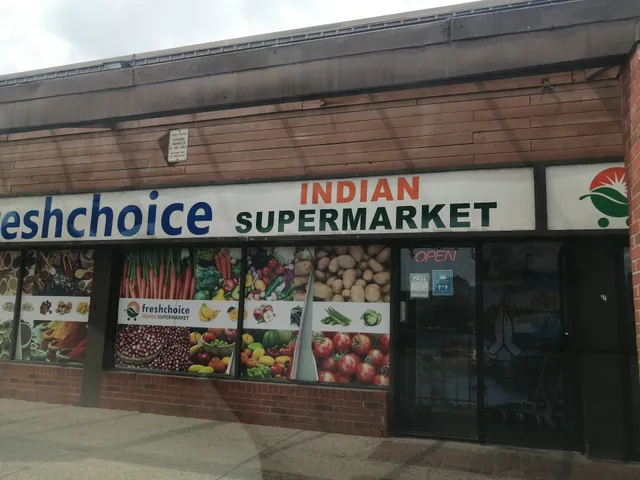 eshchoice
INDIAN
SUPERMARKET
freshchoice
INDIAN SUPERMARKET
OPEN